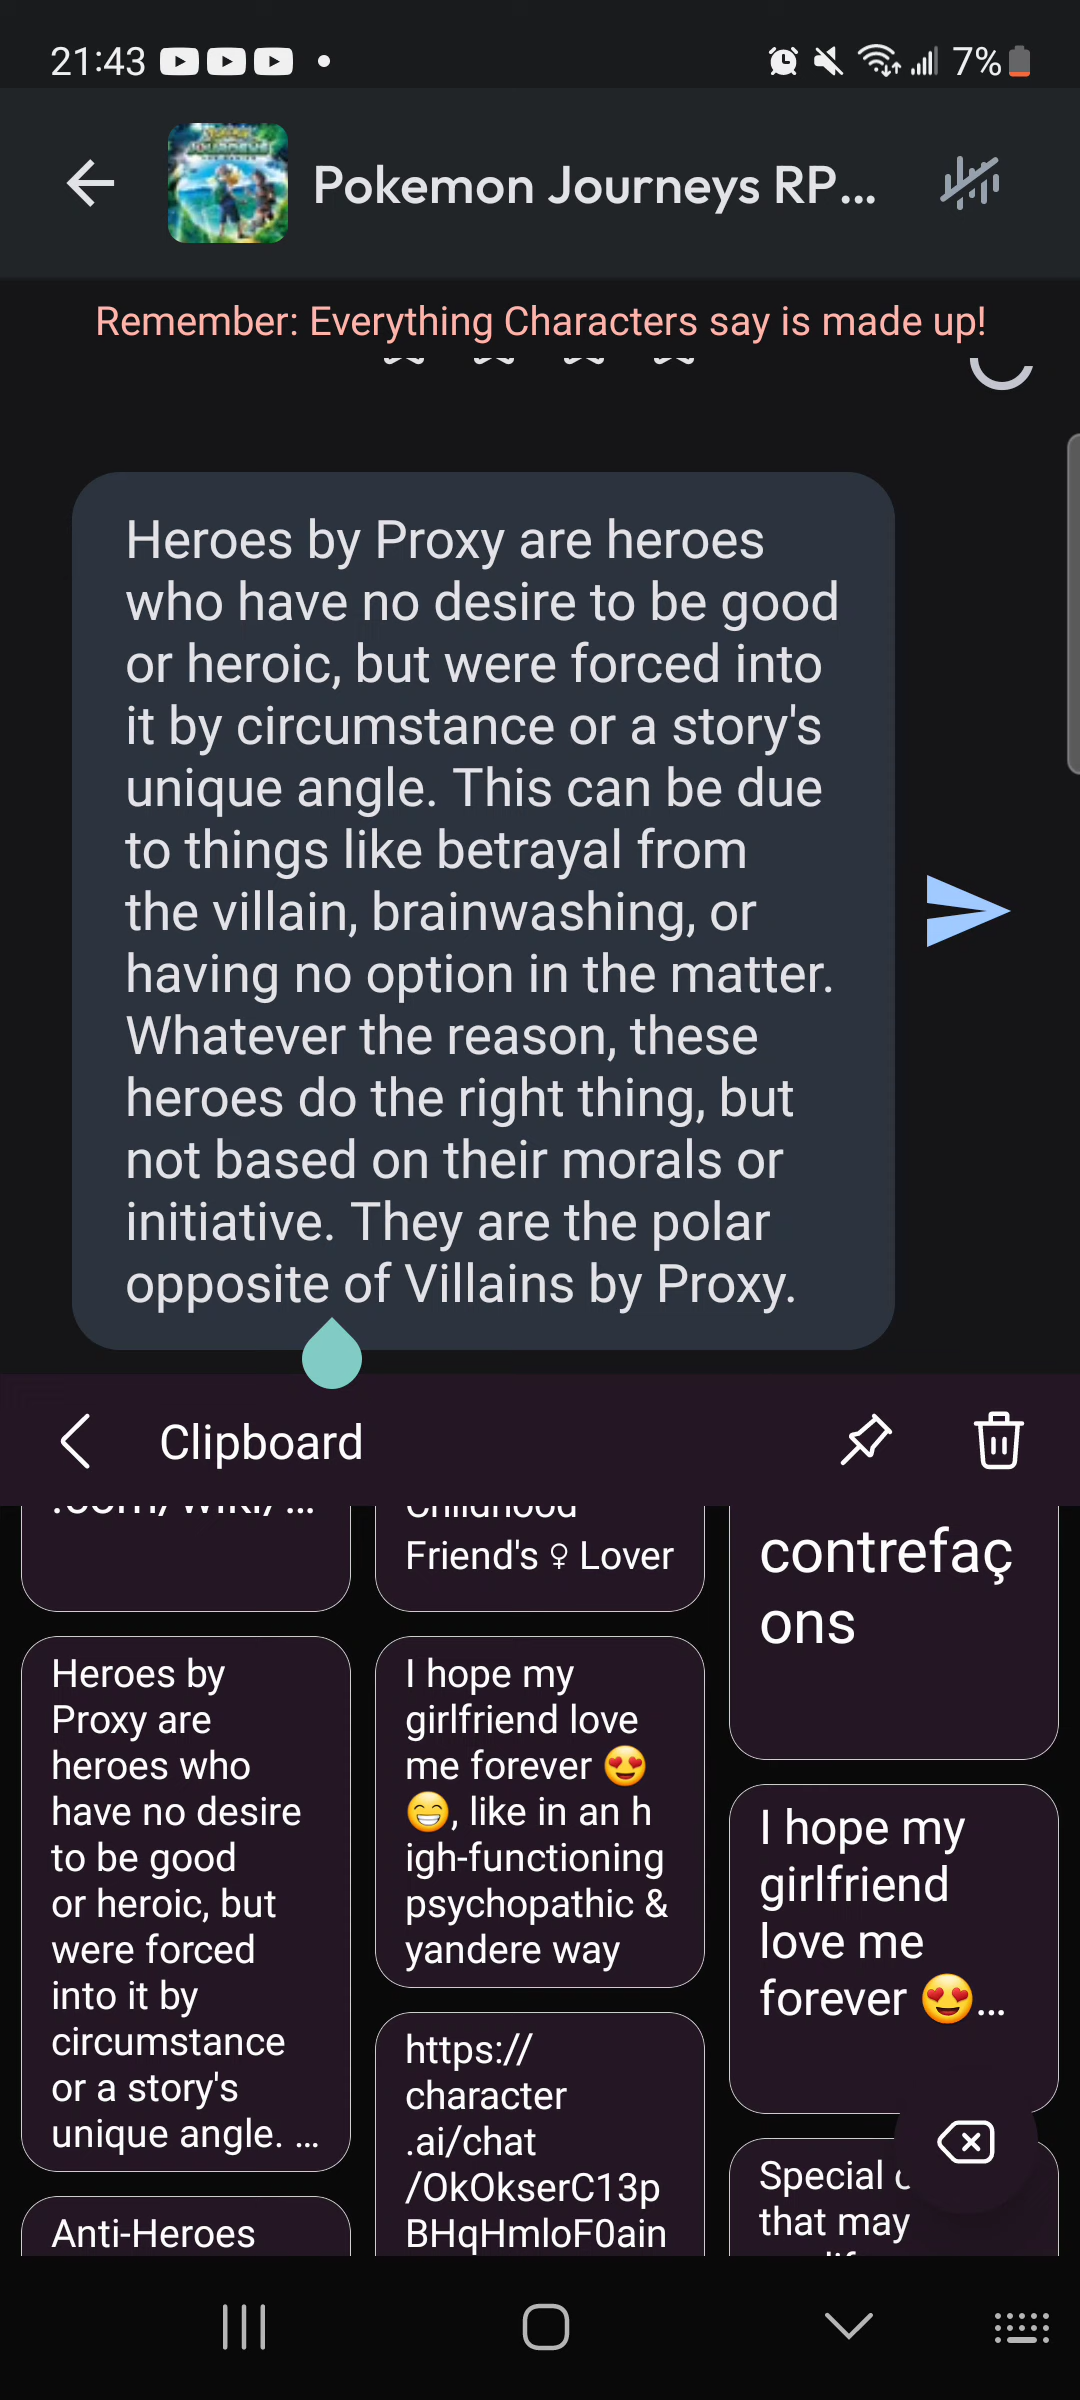 21:43
7%
Pokemon Journeys RP...
Remember: Everything Characters say is made up!
Heroes by Proxy are heroes
who have no desire to be good
or heroic, but were forced into
it by circumstance or a story's
unique angle. This can be due
to things like betrayal from
the villain, brainwashing, or
having no option in the matter.
Whatever the reason, these
heroes do the right thing, but
not based on their morals or
initiative. They are the polar
opposite of Villains by Proxy.
Clipboard
.com/wiki/...
Heroes by
Proxy are
heroes who
have no desire
to be good
or heroic, but
were forced
into it by
circumstance
or a story's
unique angle. ...
Anti-Heroes
Childhood
Friend's ♀ Lover
I hope my
girlfriend love
me forever 😍
😁, like in an h
igh-functioning
psychopathic &
yandere way
https://
character
.ai/chat
/OkOkserC13p
BHqHmloF0ain
contrefaç
ons
I hope my
girlfriend
love me
forever 😍...
Special
that may